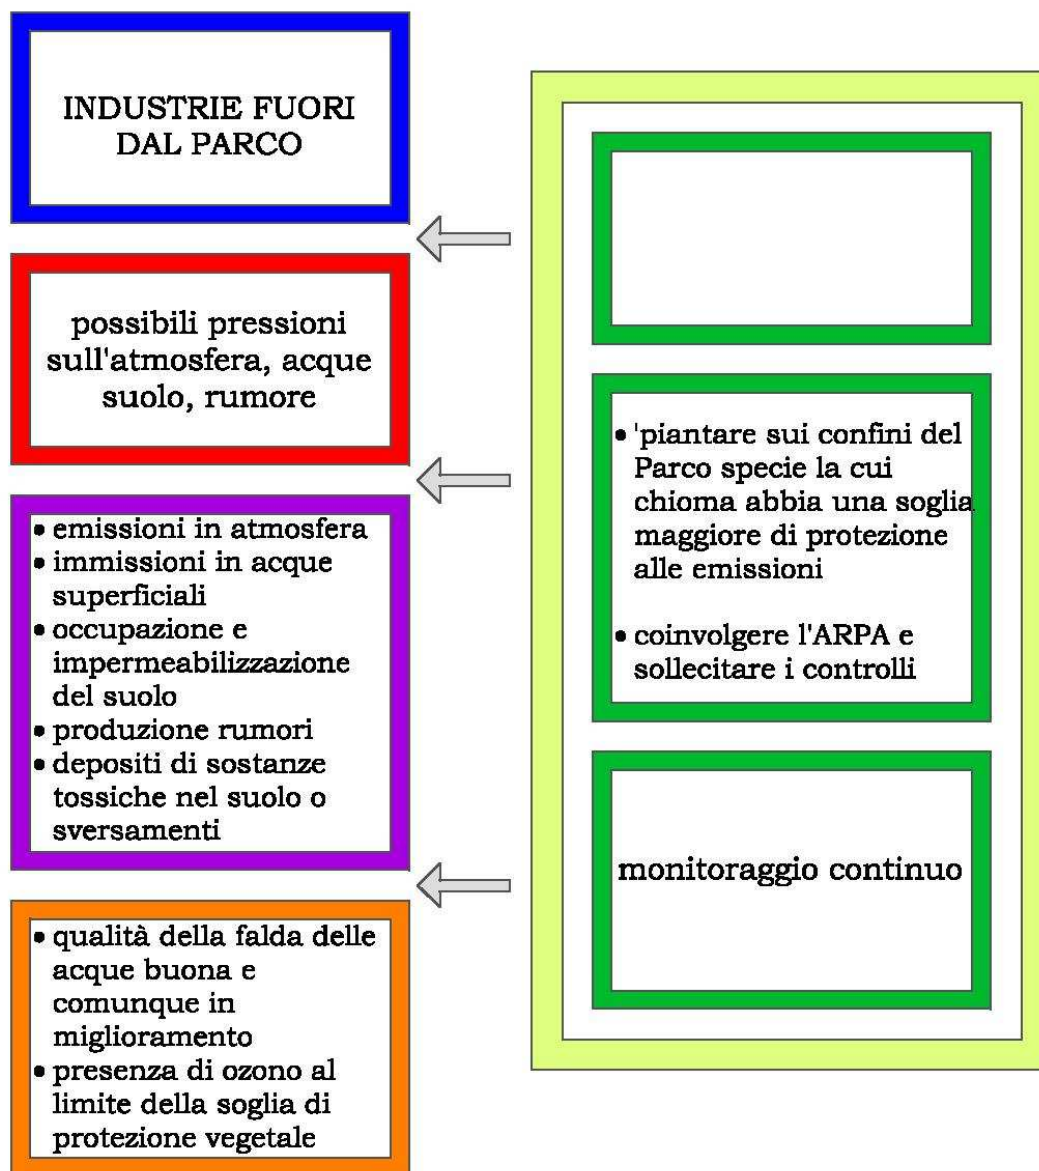 INDUSTRIE FUORI
DAL PARCO
possibili pressioni
sull'atmosfera, acque
suolo, rumore
• emissioni in atmosfera
• immissioni in acque
superficiali
• occupazione e
impermeabilizzazione
del suolo
• produzione rumori
• depositi di sostanze
tossiche nel suolo o
sversamenti
• qualità della falda delle
acque buona e
comunque in
miglioramento
• presenza di ozono al
limite della soglia di
protezione vegetale
• 'piantare sui confini del
Parco specie la cui
chioma abbia una soglia
maggiore di protezione
alle emissioni
• coinvolgere l'ARPA e
sollecitare i controlli
monitoraggio continuo